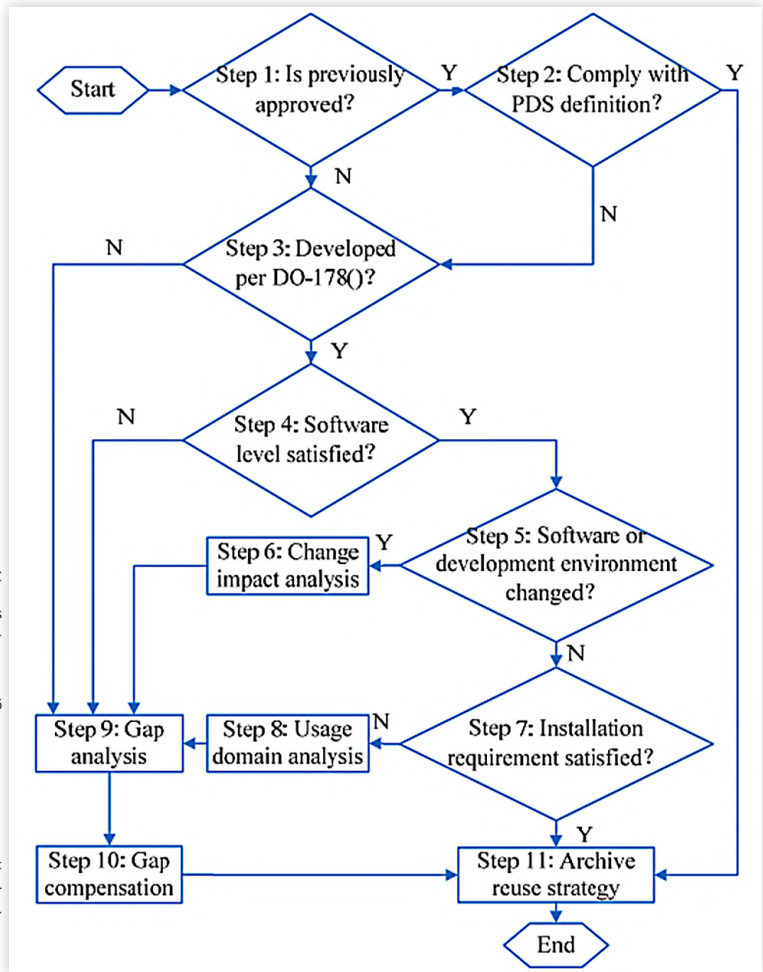 Start
Step 1: Is previously
approved?
Y
Step 2: Comply with
PDS definition?
Y
N
N
Step 3: Developed
per DO-178()?
N
Y
Step 4: Software
level satisfied?
N
Y
Step 5: Software or
development environment
changed?
Y
Step 6: Change
impact analysis
N
Step 7: Installation
requirement satisfied?
N
Step 8: Usage
domain analysis
Step 9: Gap
analysis
Y
Step 10: Gap
compensation
Step 11: Archive
reuse strategy
End